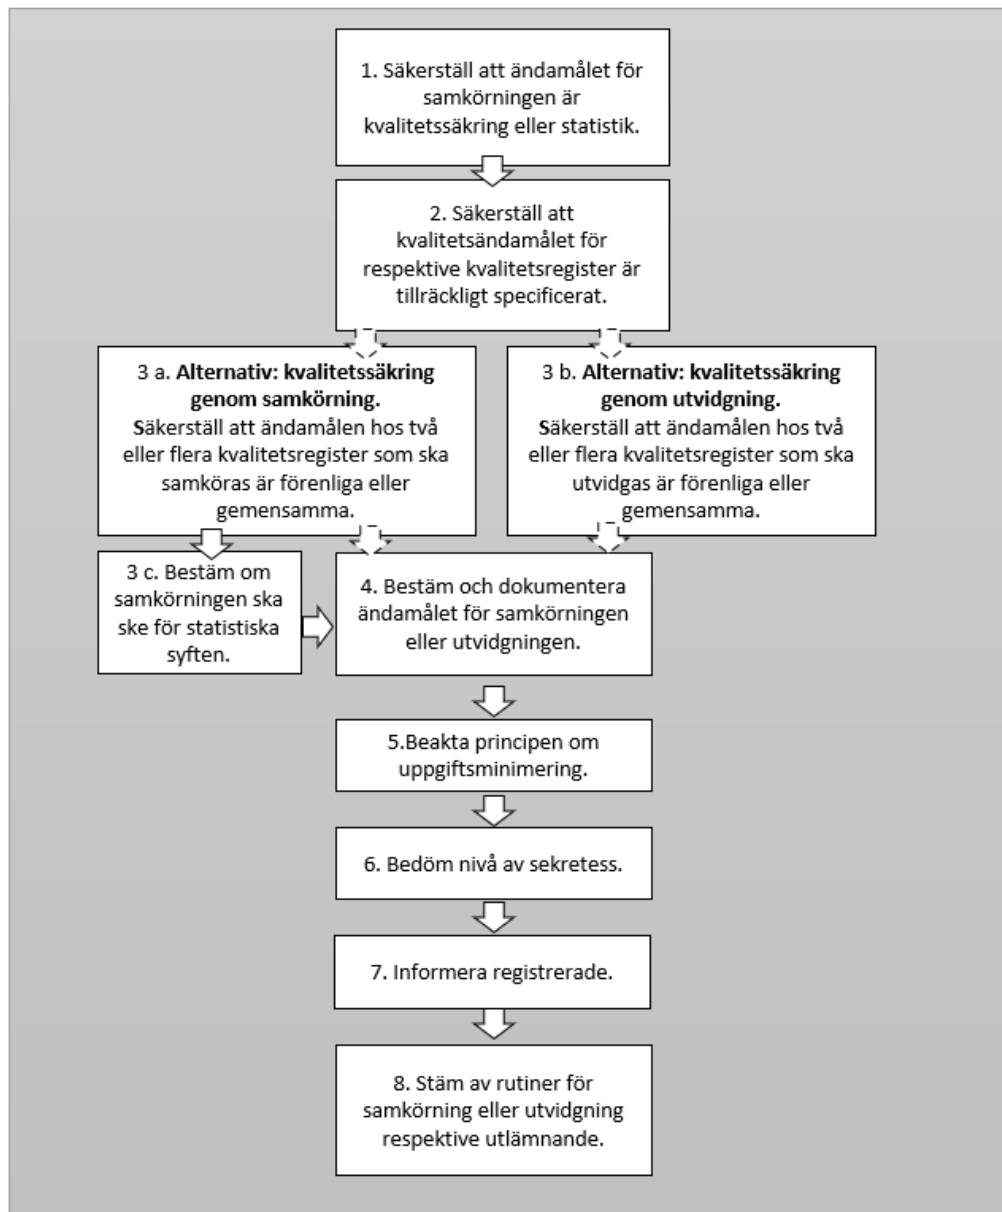 1. Säkerställ att ändamålet för
samkörningen är
kvalitetssäkring eller statistik.
2. Säkerställ att
kvalitetsändamålet för
respektive kvalitetsregister är
tillräckligt specificerat.
3 a. Alternativ: kvalitetssäkring
genom samkörning.
Säkerställ att ändamålen hos två
eller flera kvalitetsregister som ska
samköras är förenliga eller
gemensamma.
3 b. Alternativ: kvalitetssäkring
genom utvidgning.
Säkerställ att ändamålen hos två
eller flera kvalitetsregister som ska
utvidgas är förenliga eller
gemensamma.
3 c. Bestäm om
samkörningen ska
ske för statistiska
syften.
4. Bestäm och dokumentera
ändamålet för samkörningen
eller utvidgningen.
5.Beakta principen om
uppgiftsminimering.
6. Bedöm nivå av sekretess.
7. Informera registrerade.
8. Stäm av rutiner för
samkörning eller utvidgning
respektive utlämnande.